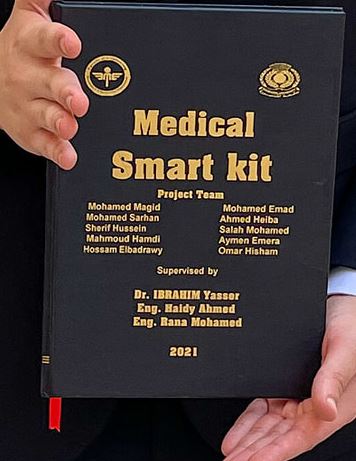 Medical
Smart kit
Project Team
Mohamed Magid
Mohamed Emad
Mohamed Sarhan
Ahmed Heiba
Sherif Hussein
Salah Mohamed
Mahmoud Hamdi
Aymen Emera
Hossam Elbadrawy
Omar Hisham
Supervised by
Dr. IBRAHIM Yasser
Eng. Haidy Ahmed
Eng. Rana Mohamed
2021